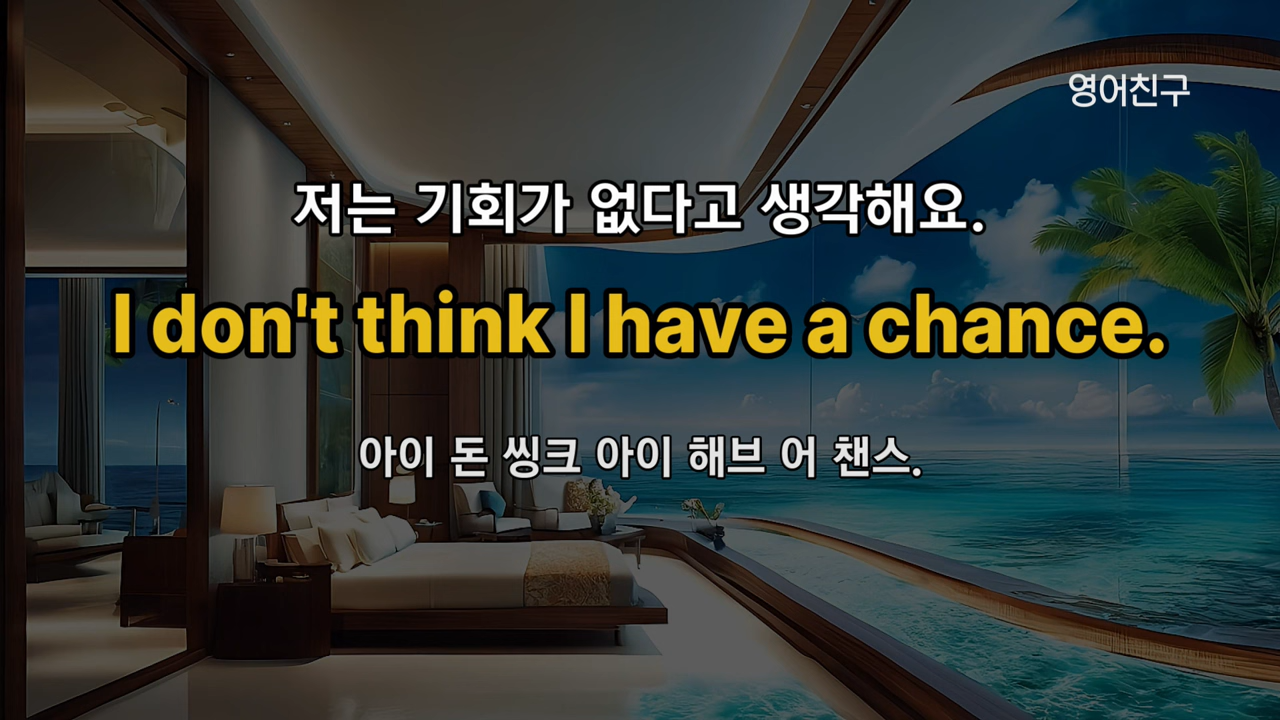 영어친구
저는 기회가 없다고 생각해요.
I don't think I have a chance.
아이 돈 씽크 아이 해브 어 챈스.